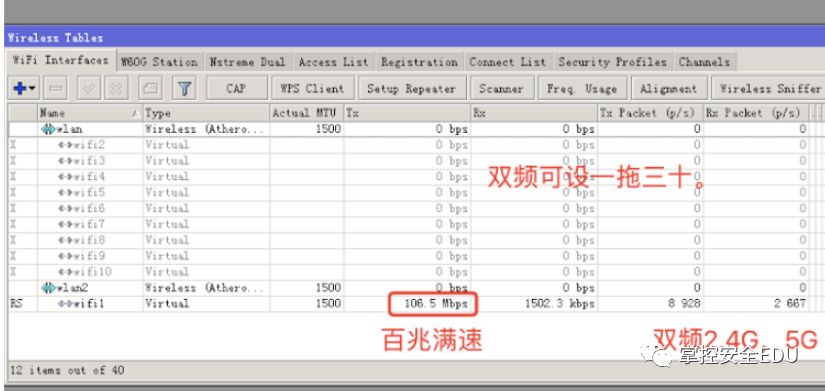 Wireless Tables
WiFi Interfaces W60G Station Nstreme Dual Access List Registration Connect List Security Profiles Channels
CAP WPS Client Setup Repeater Scanner Freq. Usage Alignment Wireless Sniffer
Name Type Actual MTU Tx Rx Tx Packet (p/s) Rx Packet (p/s)
wlan Wireless (Athero... 1500 0 bps 0 bps 0 0
X wifi2 Virtual 0 bps 0 bps 0 0
X wifi3 Virtual 0 bps 0 bps 0 0
X wifi4 Virtual 0 bps 0 bps 0 0
双频可设一拖三十。
X wifi5 Virtual 0 bps 0 bps 0 0
X wifi6 Virtual 0 bps 0 bps 0 0
X wifi7 Virtual 0 bps 0 bps 0 0
X wifi8 Virtual 0 bps 0 bps 0 0
X wifi9 Virtual 0 bps 0 bps 0 0
X wifi10 Virtual 0 bps 0 bps 0 0
wlan2 Wireless (Athero... 1500 0 bps 0 bps 0 0
RS wifi1 Virtual 1500 106.5 Mbps 1502.3 kbps 8 928 2 667
百兆满速
双频2.4G，5G
掌控安全EDU
12 items out of 40